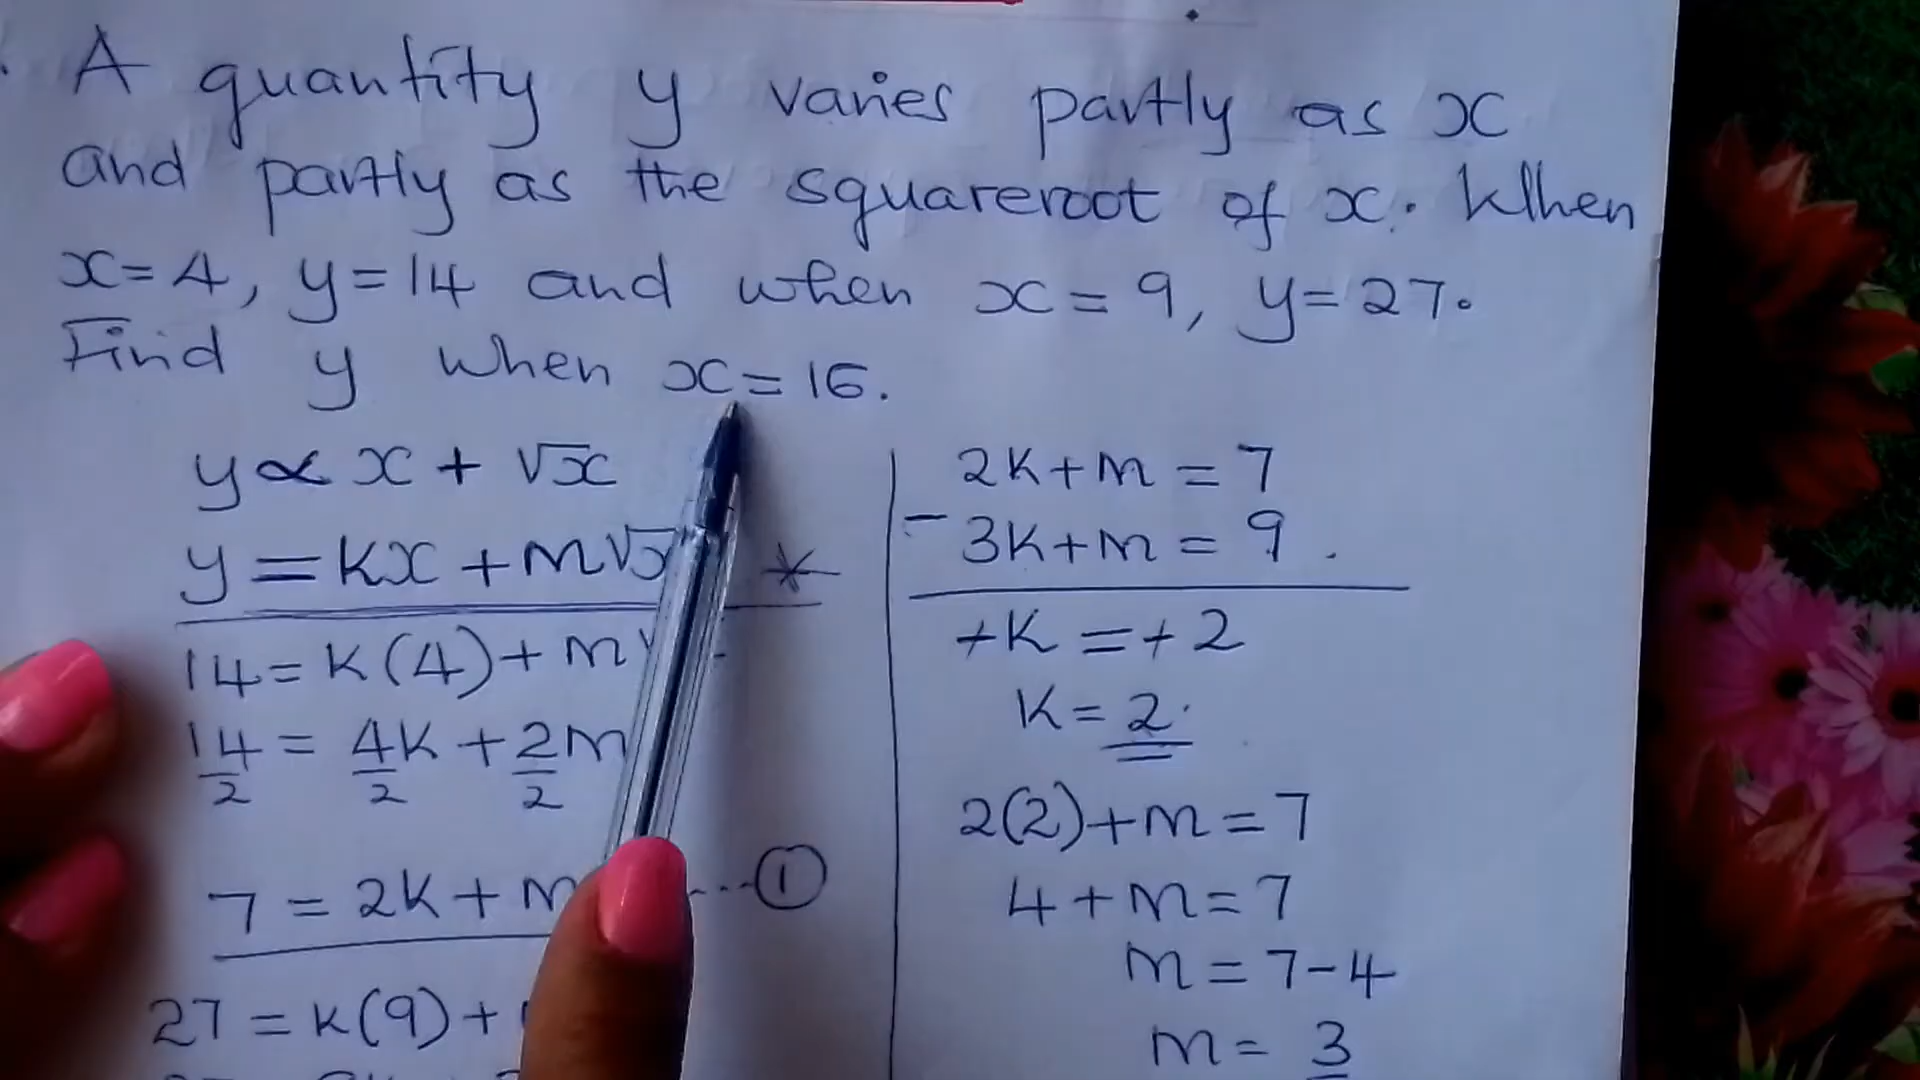 A quantity y varies partly as x
and partly as the squareroot of x. When
x=4, y=14 and when x=9, y=27.
Find y when x=16.
y∝x+√x
y=kx+m√x *
14=k(4)+m√
14/2=4k/2+2m/2
7=2k+m ...①
27=k(9)+
2k+m=7
-3k+m=9.
+k=+2
k=2
2(2)+m=7
4+m=7
m=7-4
m=3